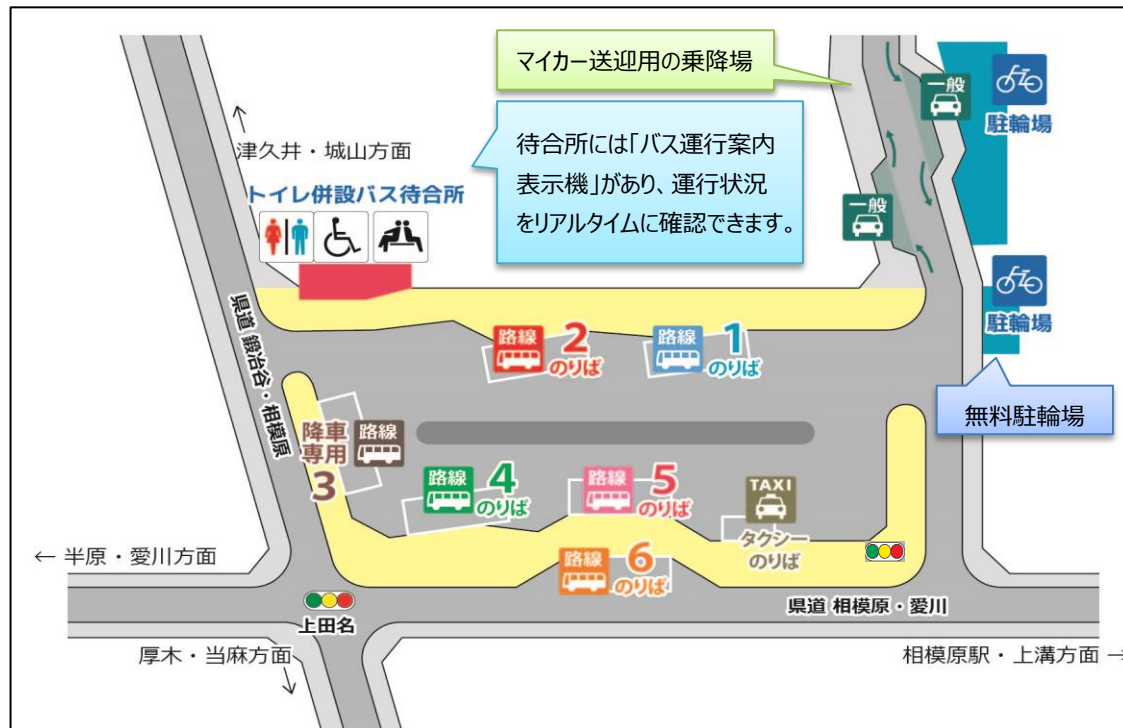 マイカー送迎用の乗降場
一般
駐輪場
待合所には「バス運行案内
表示機」があり、運行状況
をリアルタイムに確認できます。
津久井・城山方面
トイレ併設バス待合所
一般
駐輪場
県道 鍛冶谷・相模原
路線 2 のりば
路線 1 のりば
無料駐輪場
降車
専用
3
路線
路線 4 のりば
路線 5 のりば
TAXI
タクシー
のりば
← 半原・愛川方面
路線 6 のりば
県道 相模原・愛川
上田名
厚木・当麻方面
相模原駅・上溝方面 →